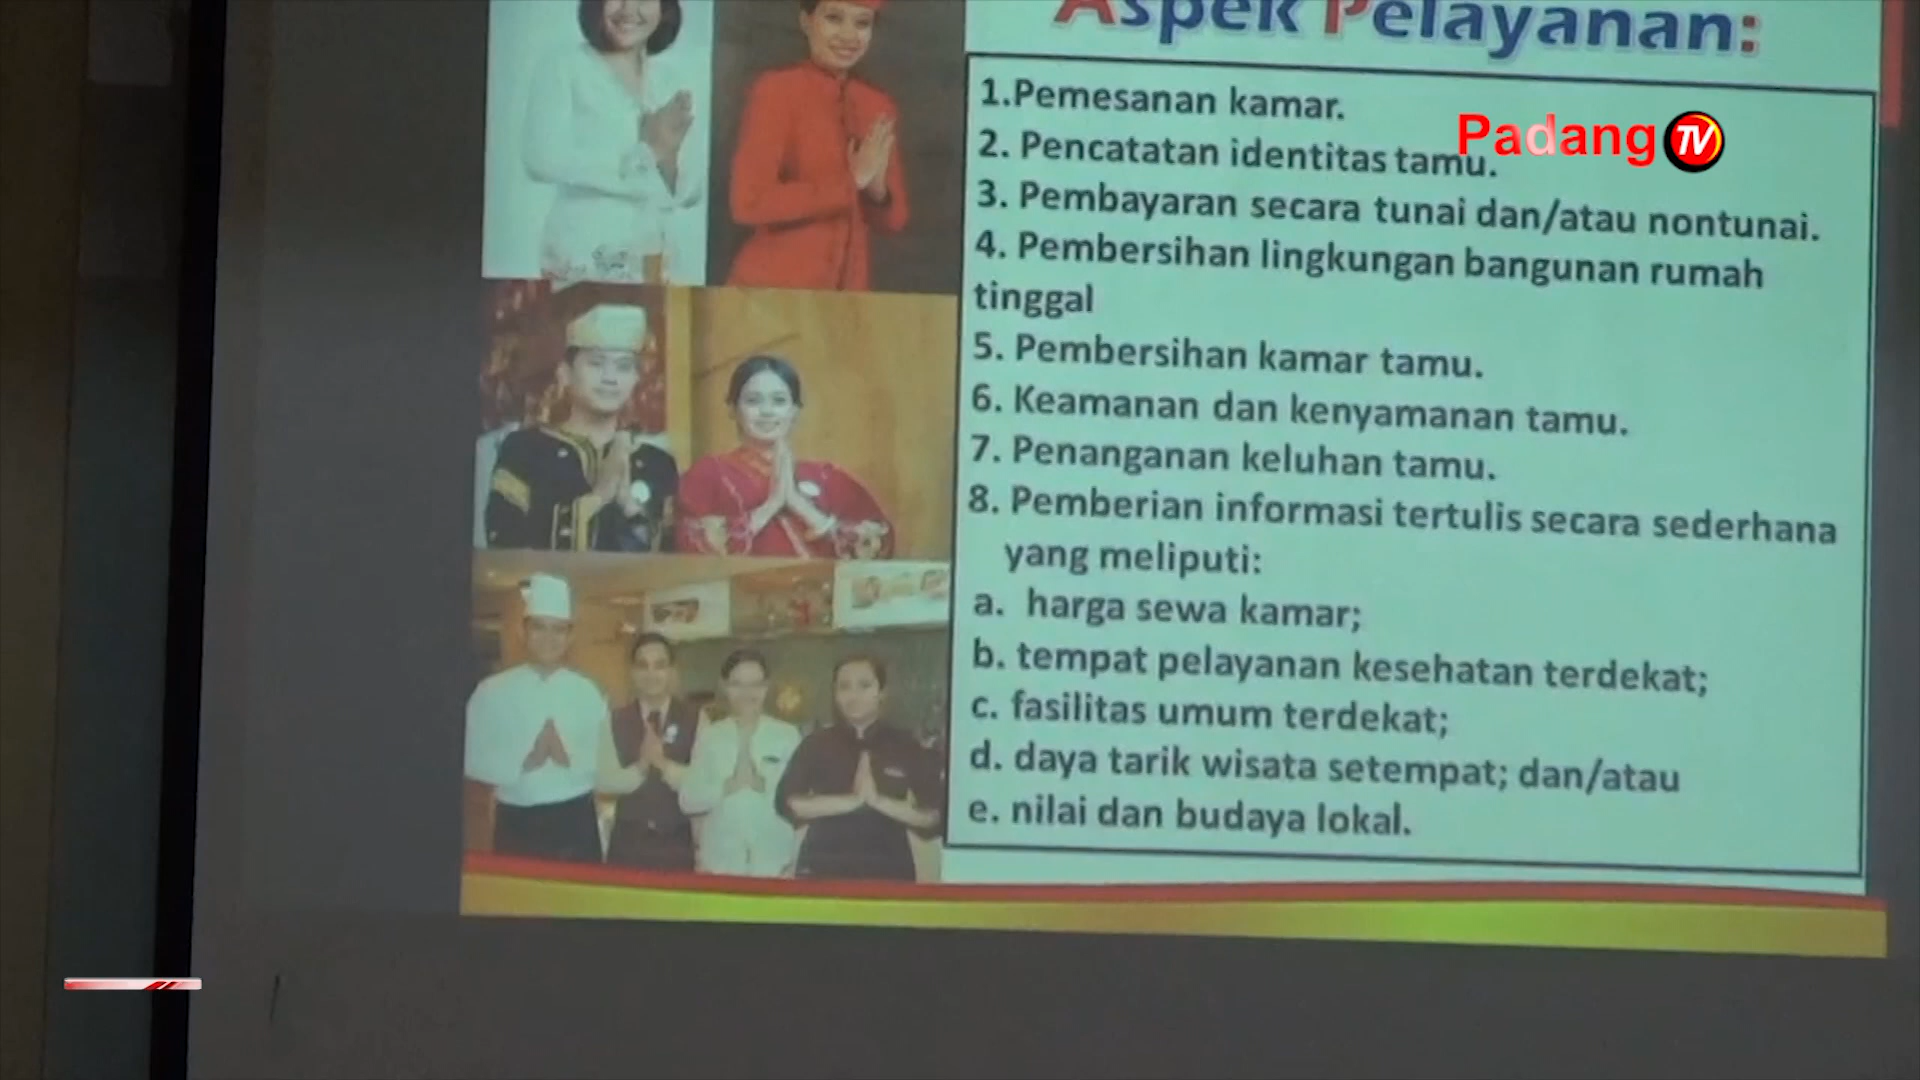 Aspek Pelayanan:
1.Pemesanan kamar.
Padang TV
2. Pencatatan identitas tamu.
3. Pembayaran secara tunai dan/atau nontunai.
4. Pembersihan lingkungan bangunan rumah
tinggal
5. Pembersihan kamar tamu.
6. Keamanan dan kenyamanan tamu.
7. Penanganan keluhan tamu.
8. Pemberian informasi tertulis secara sederhana
yang meliputi:
a. harga sewa kamar;
b. tempat pelayanan kesehatan terdekat;
c. fasilitas umum terdekat;
d. daya tarik wisata setempat; dan/atau
e. nilai dan budaya lokal.